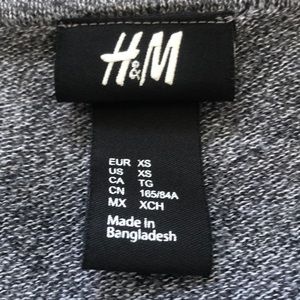 H&M
EUR XS
US XS
CA TG
CN 165/84A
MX XCH
Made in
Bangladesh